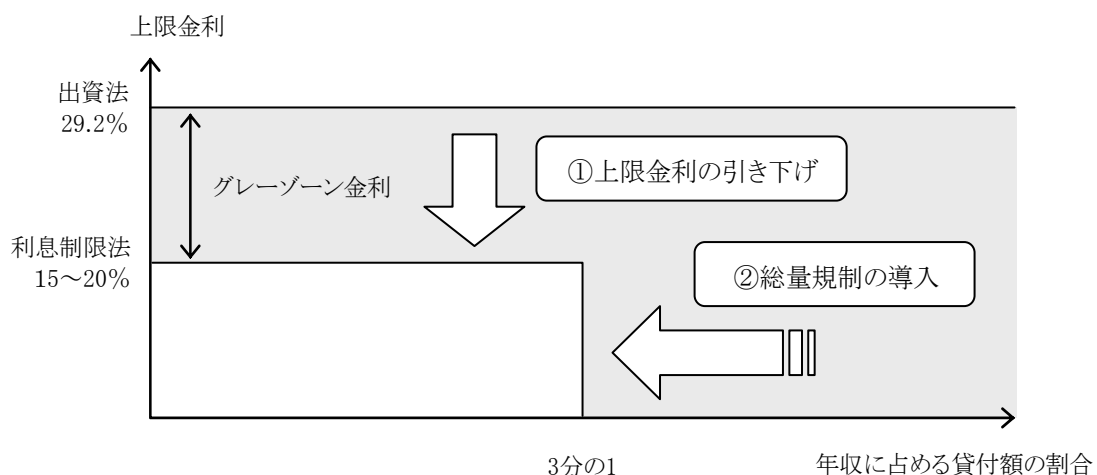 上限金利
出資法
29.2%
①上限金利の引き下げ
グレーゾーン金利
利息制限法
15～20%
②総量規制の導入
3分の1
年収に占める貸付額の割合